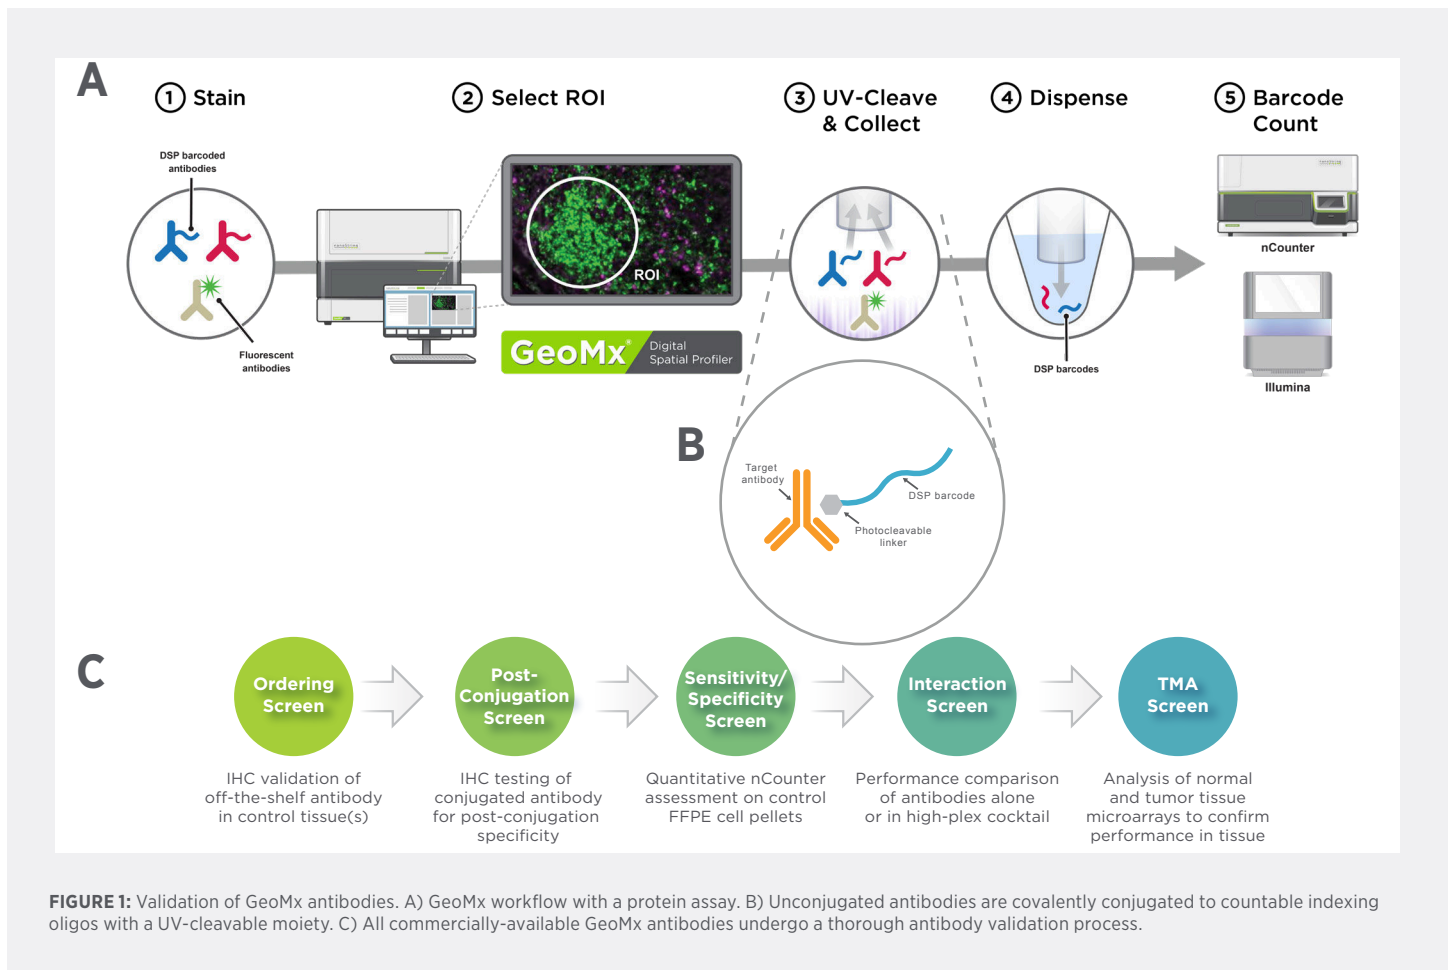 A
1 Stain
2 Select ROI
3 UV-Cleave
& Collect
4 Dispense
5 Barcode
Count
DSP barcoded
antibodies
Fluorescent
antibodies
ROI
GeoMx® Digital
Spatial Profiler
DSP barcodes
nCounter
Illumina
B
Target
antibody
DSP barcode
Photocleavable
linker
C
Ordering
Screen
IHC validation of
off-the-shelf antibody
in control tissue(s)
Post-
Conjugation
Screen
IHC testing of
conjugated antibody
for post-conjugation
specificity
Sensitivity/
Specificity
Screen
Quantitative nCounter
assessment on control
FFPE cell pellets
Interaction
Screen
Performance comparison
of antibodies alone
or in high-plex cocktail
TMA
Screen
Analysis of normal
and tumor tissue
microarrays to confirm
performance in tissue
FIGURE 1: Validation of GeoMx antibodies. A) GeoMx workflow with a protein assay. B) Unconjugated antibodies are covalently conjugated to countable indexing
oligos with a UV-cleavable moiety. C) All commercially-available GeoMx antibodies undergo a thorough antibody validation process.